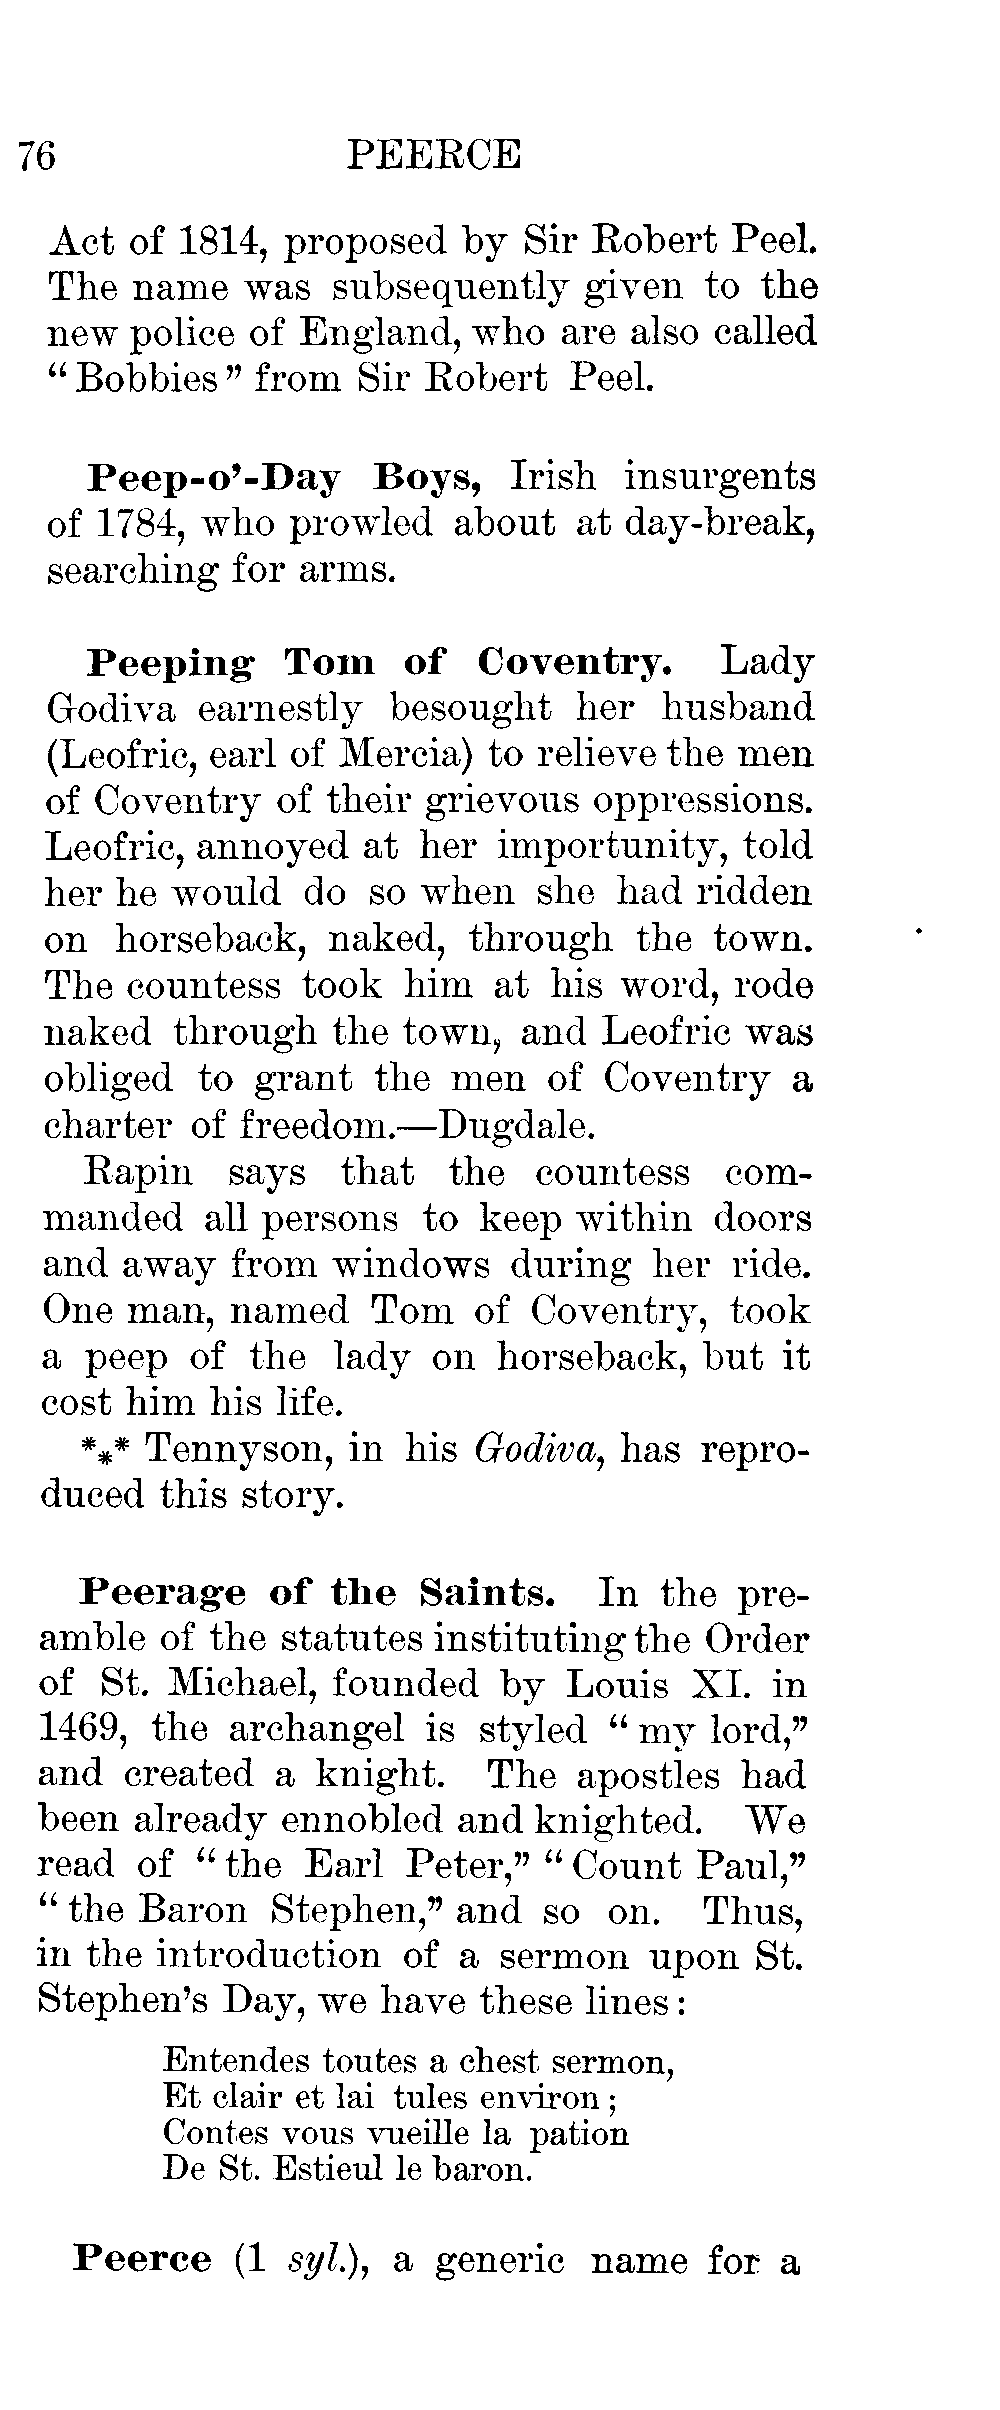 76 PEERCE
Act of 1814, proposed by Sir Robert Peel.
The name was subsequently given to the
new police of England, who are also called
“Bobbies” from Sir Robert Peel.
Peep-o’-Day Boys, Irish insurgents
of 1784, who prowled about at day-break,
searching for arms.
Peeping Tom of Coventry. Lady
Godiva earnestly besought her husband
(Leofric, earl of Mercia) to relieve the men
of Coventry of their grievous oppressions.
Leofric, annoyed at her importunity, told
her he would do so when she had ridden
on horseback, naked, through the town.
The countess took him at his word, rode
naked through the town, and Leofric was
obliged to grant the men of Coventry a
charter of freedom.—Dugdale.
Rapin says that the countess com-
manded all persons to keep within doors
and away from windows during her ride.
One man, named Tom of Coventry, took
a peep of the lady on horseback, but it
cost him his life.
*⁎* Tennyson, in his Godiva, has repro-
duced this story.
Peerage of the Saints. In the pre-
amble of the statutes instituting the Order
of St. Michael, founded by Louis XI. in
1469, the archangel is styled “my lord,”
and created a knight. The apostles had
been already ennobled and knighted. We
read of “the Earl Peter,” “Count Paul,”
“the Baron Stephen,” and so on. Thus,
in the introduction of a sermon upon St.
Stephen’s Day, we have these lines:
Entendes toutes a chest sermon,
Et clair et lai tules environ;
Contes vous vueille la pation
De St. Estieul le baron.
Peerce (1 syl.), a generic name for a